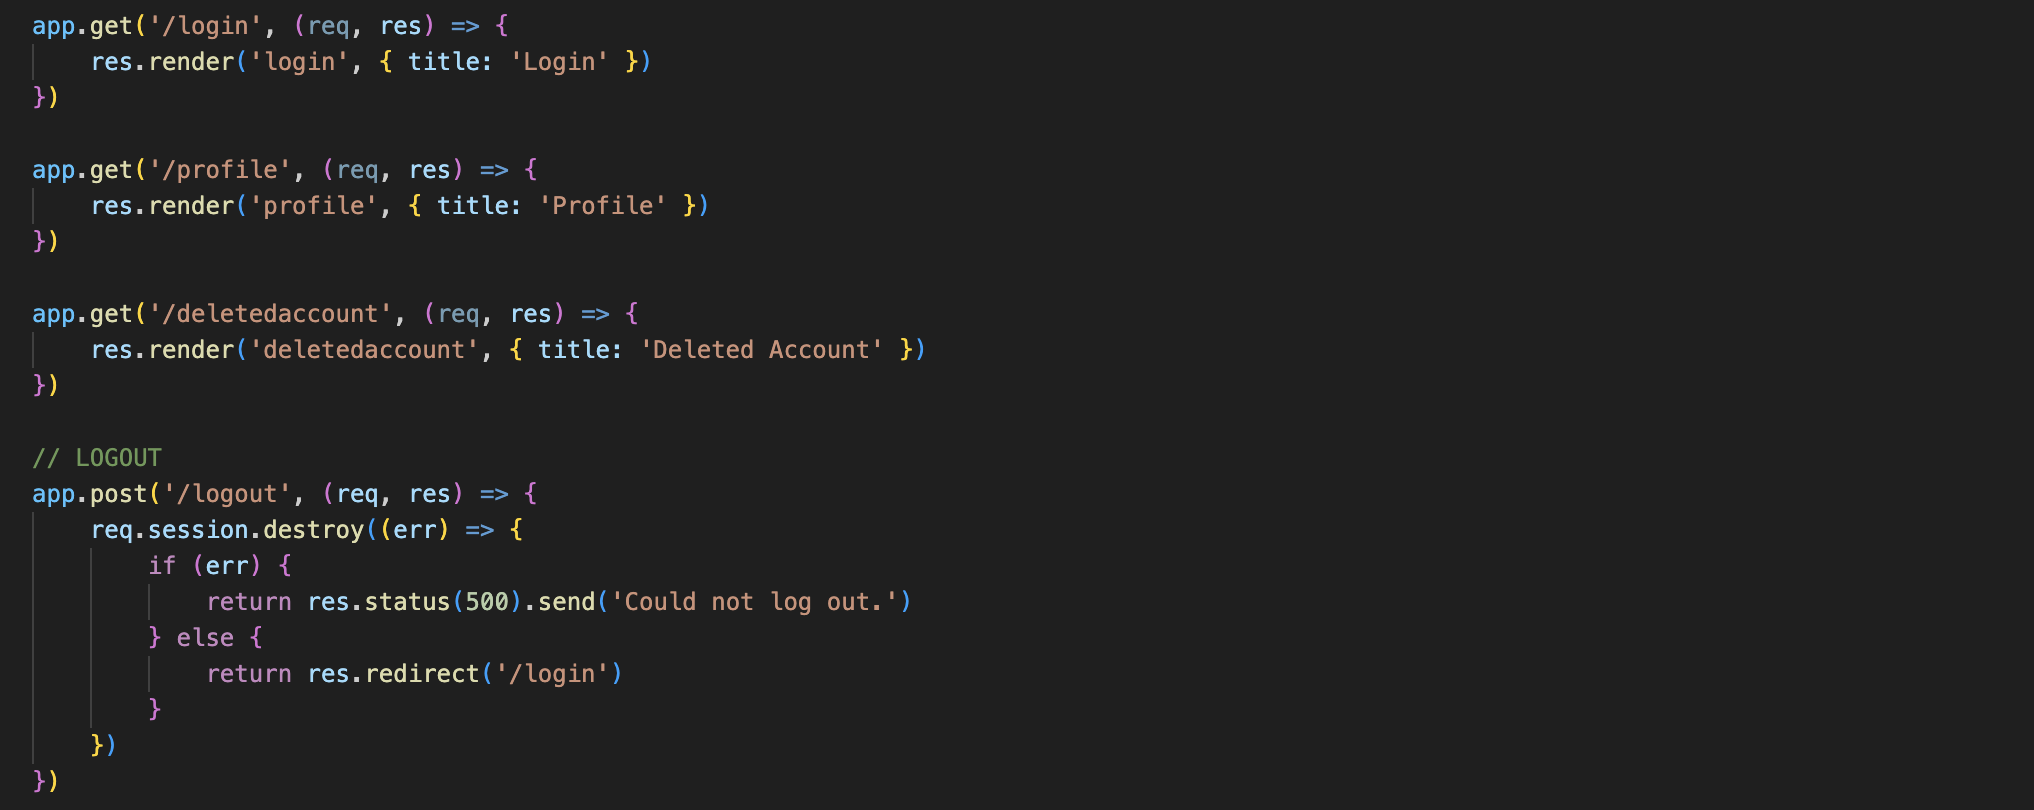 app.get('/login', (req, res) => {
    res.render('login', { title: 'Login' })
})

app.get('/profile', (req, res) => {
    res.render('profile', { title: 'Profile' })
})

app.get('/deletedaccount', (req, res) => {
    res.render('deletedaccount', { title: 'Deleted Account' })
})

// LOGOUT
app.post('/logout', (req, res) => {
    req.session.destroy((err) => {
        if (err) {
            return res.status(500).send('Could not log out.')
        } else {
            return res.redirect('/login')
        }
    })
})